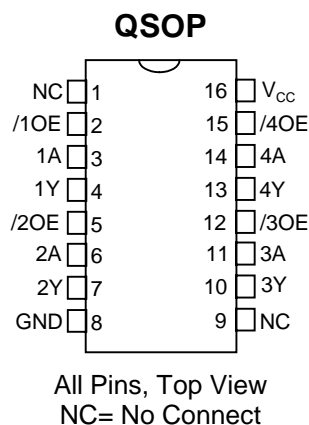 QSOP
NC 1 16 VCC
/1OE 2 15 /4OE
1A 3 14 4A
1Y 4 13 4Y
/2OE 5 12 /3OE
2A 6 11 3A
2Y 7 10 3Y
GND 8 9 NC
All Pins, Top View
NC= No Connect